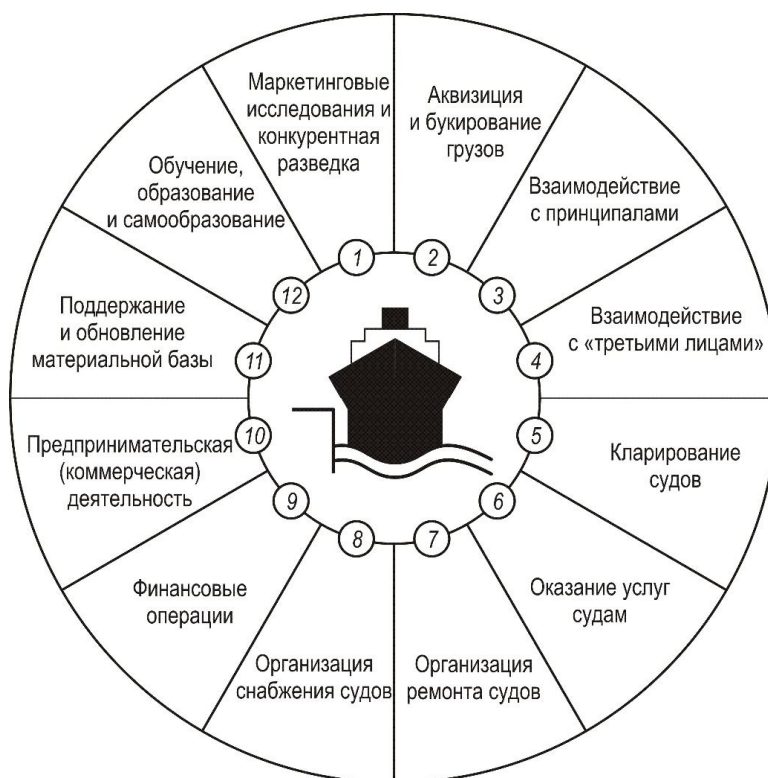 Маркетинговые
исследования и
конкурентная
разведка
1
Аквизиция
и букирование
грузов
2
Взаимодействие
с принципалами
3
Взаимодействие
с «третьими лицами»
4
Кларирование
судов
5
Оказание услуг
судам
6
Организация
ремонта судов
7
Организация
снабжения судов
8
Финансовые
операции
9
Предпринимательская
(коммерческая)
деятельность
10
Поддержание
и обновление
материальной базы
11
Обучение,
образование
и самообразование
12